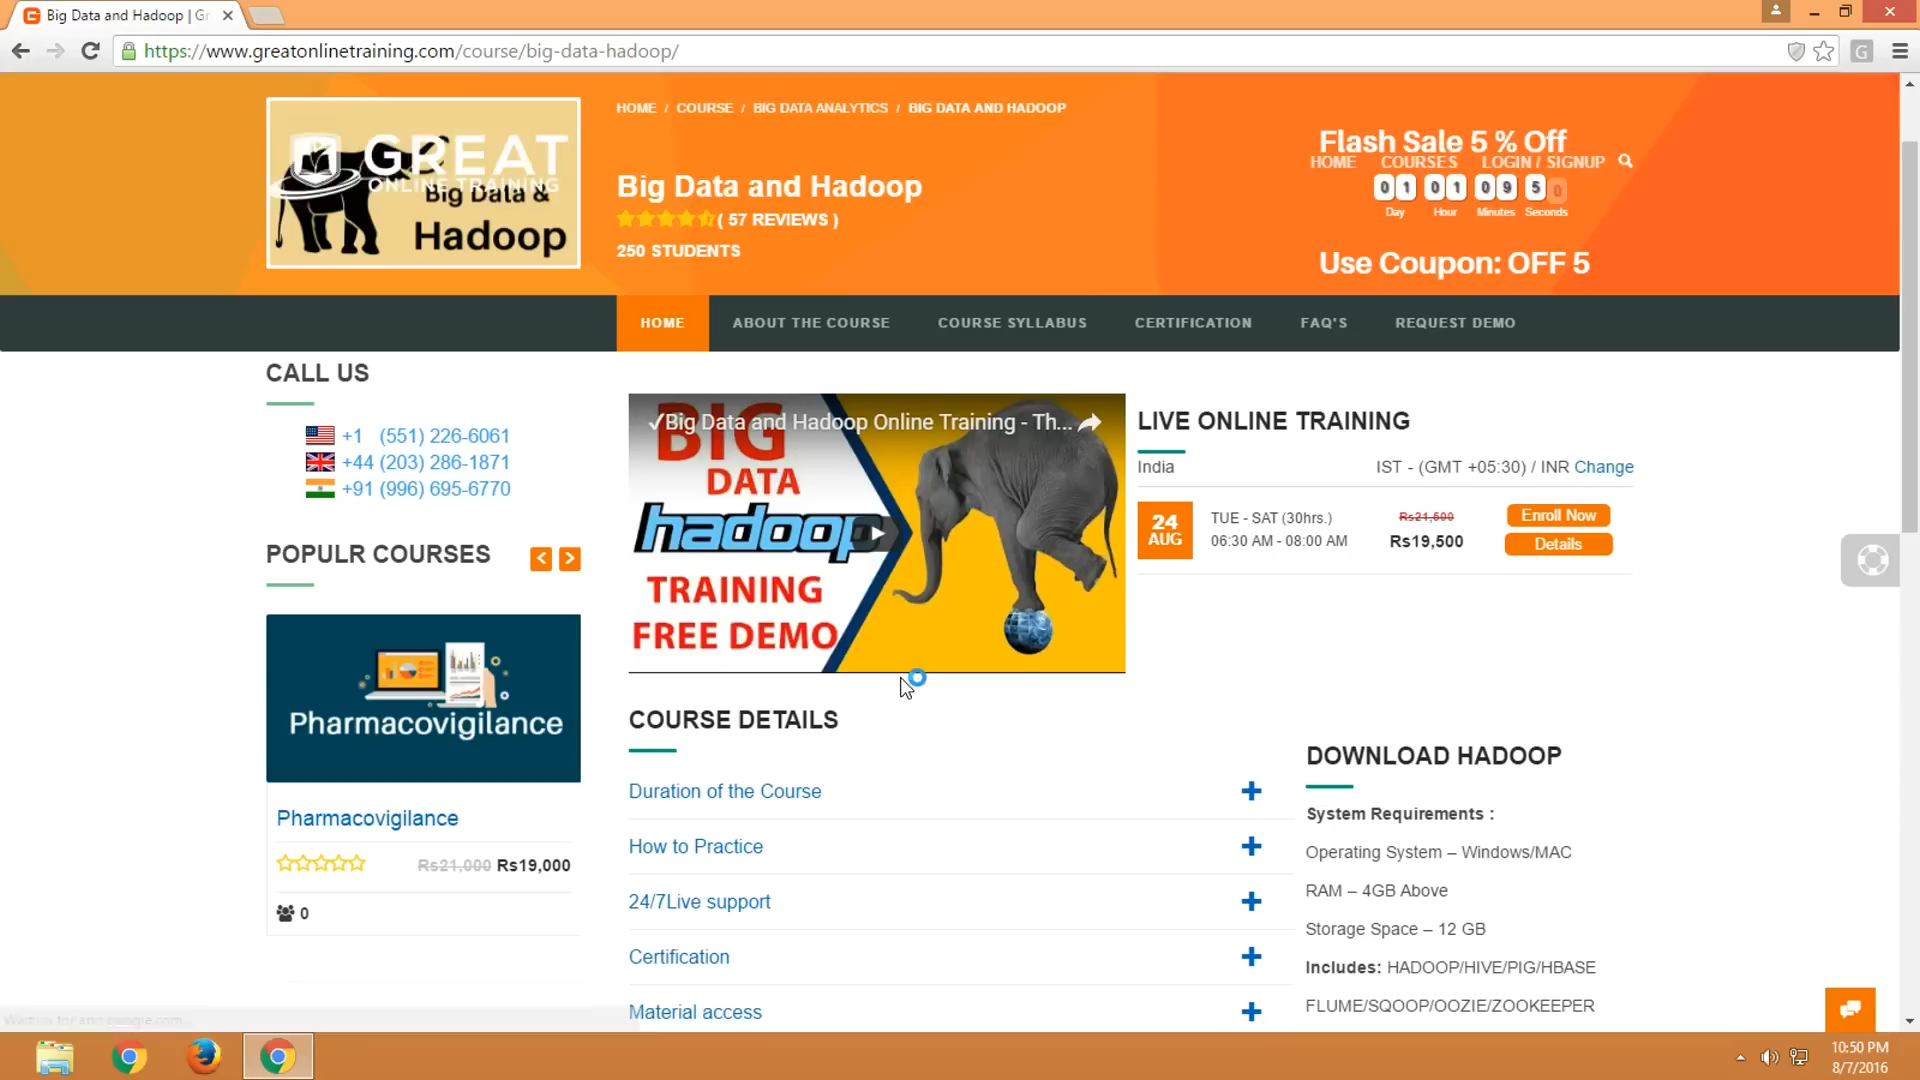 Big Data and Hadoop | Gr
https://www.greatonlinetraining.com/course/big-data-hadoop/
GREAT
ONLINE TRAINING
Big Data &
Hadoop
HOME / COURSE / BIG DATA ANALYTICS / BIG DATA AND HADOOP
Big Data and Hadoop
( 57 REVIEWS )
250 STUDENTS
Flash Sale 5 % Off
HOME COURSES LOGIN / SIGNUP
0 1 0 1 0 9 5 0
Day Hour Minutes Seconds
Use Coupon: OFF 5
HOME ABOUT THE COURSE COURSE SYLLABUS CERTIFICATION FAQ'S REQUEST DEMO
CALL US
+1 (551) 226-6061
+44 (203) 286-1871
+91 (996) 695-6770
POPULR COURSES
Pharmacovigilance
Pharmacovigilance
Rs21,000 Rs19,000
0
✓Big Data and Hadoop Online Training - Th...
BIG
DATA
hadoop
TRAINING
FREE DEMO
LIVE ONLINE TRAINING
India IST - (GMT +05:30) / INR Change
24
AUG
TUE - SAT (30hrs.)
06:30 AM - 08:00 AM
Rs21,500
Rs19,500
Enroll Now
Details
COURSE DETAILS
Duration of the Course
How to Practice
24/7Live support
Certification
Material access
DOWNLOAD HADOOP
System Requirements :
Operating System – Windows/MAC
RAM – 4GB Above
Storage Space – 12 GB
Includes: HADOOP/HIVE/PIG/HBASE
FLUME/SQOOP/OOZIE/ZOOKEEPER
10:50 PM
8/7/2016